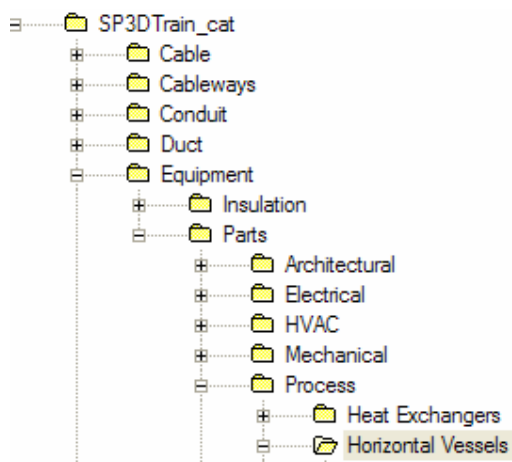 SP3DTrain_cat
Cable
Cableways
Conduit
Duct
Equipment
Insulation
Parts
Architectural
Electrical
HVAC
Mechanical
Process
Heat Exchangers
Horizontal Vessels